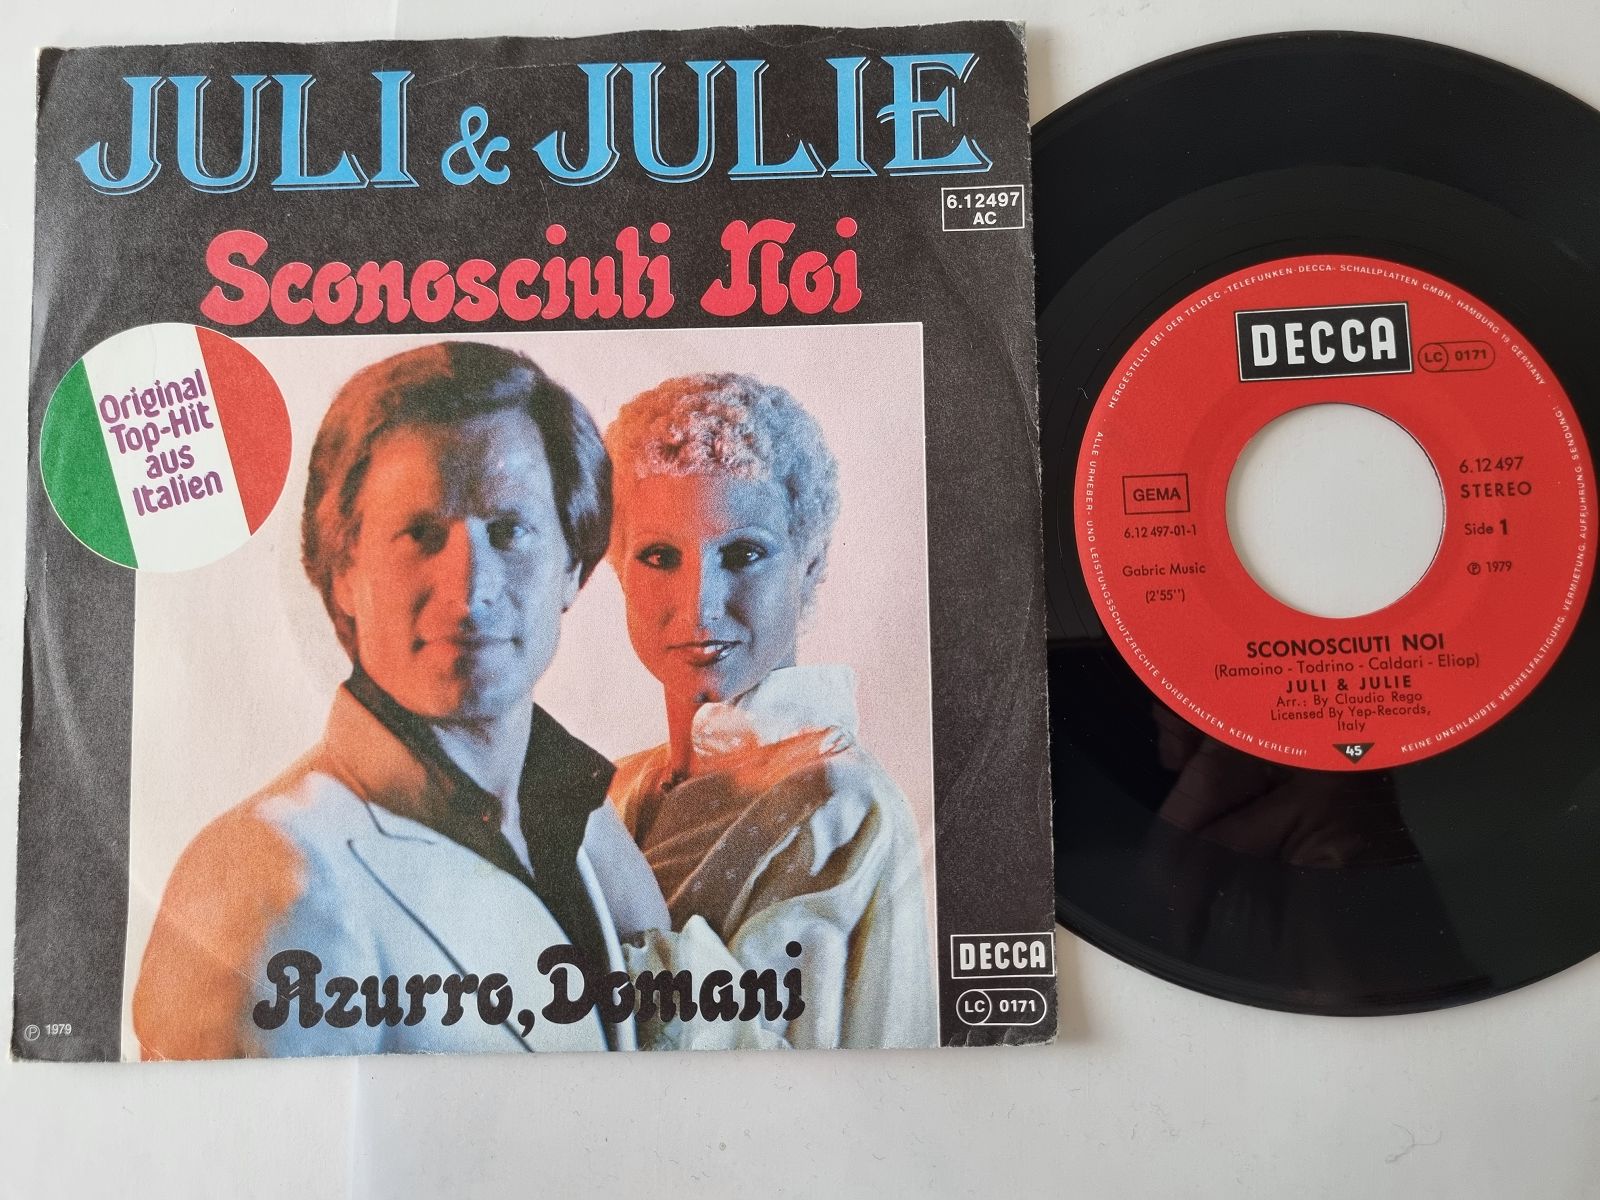 JULI & JULIE
6.12497
AC
Sconosciuti Noi
Original
Top-Hit
aus
Italien
Azurro, Domani
DECCA
LC 0171
℗ 1979
HERGESTELLT BEI DER TELDEC »TELEFUNKEN-DECCA« SCHALLPLATTEN GMBH. HAMBURG 19, GERMANY
ALLE URHEBER- UND LEISTUNGSSCHUTZRECHTE VORBEHALTEN. KEIN VERLEIH!
KEINE UNERLAUBTE VERVIELFÄLTIGUNG, VERMIETUNG, AUFFÜHRUNG, SENDUNG!
DECCA
LC 0171
GEMA
6.12 497-01-1
Gabric Music
(2'55'')
6.12 497
STEREO
Side 1
℗ 1979
SCONOSCIUTI NOI
(Ramoino - Todrino - Caldari - Eliop)
JULI & JULIE
Arr.: By Claudio Rego
Licensed By Yep-Records,
Italy
45